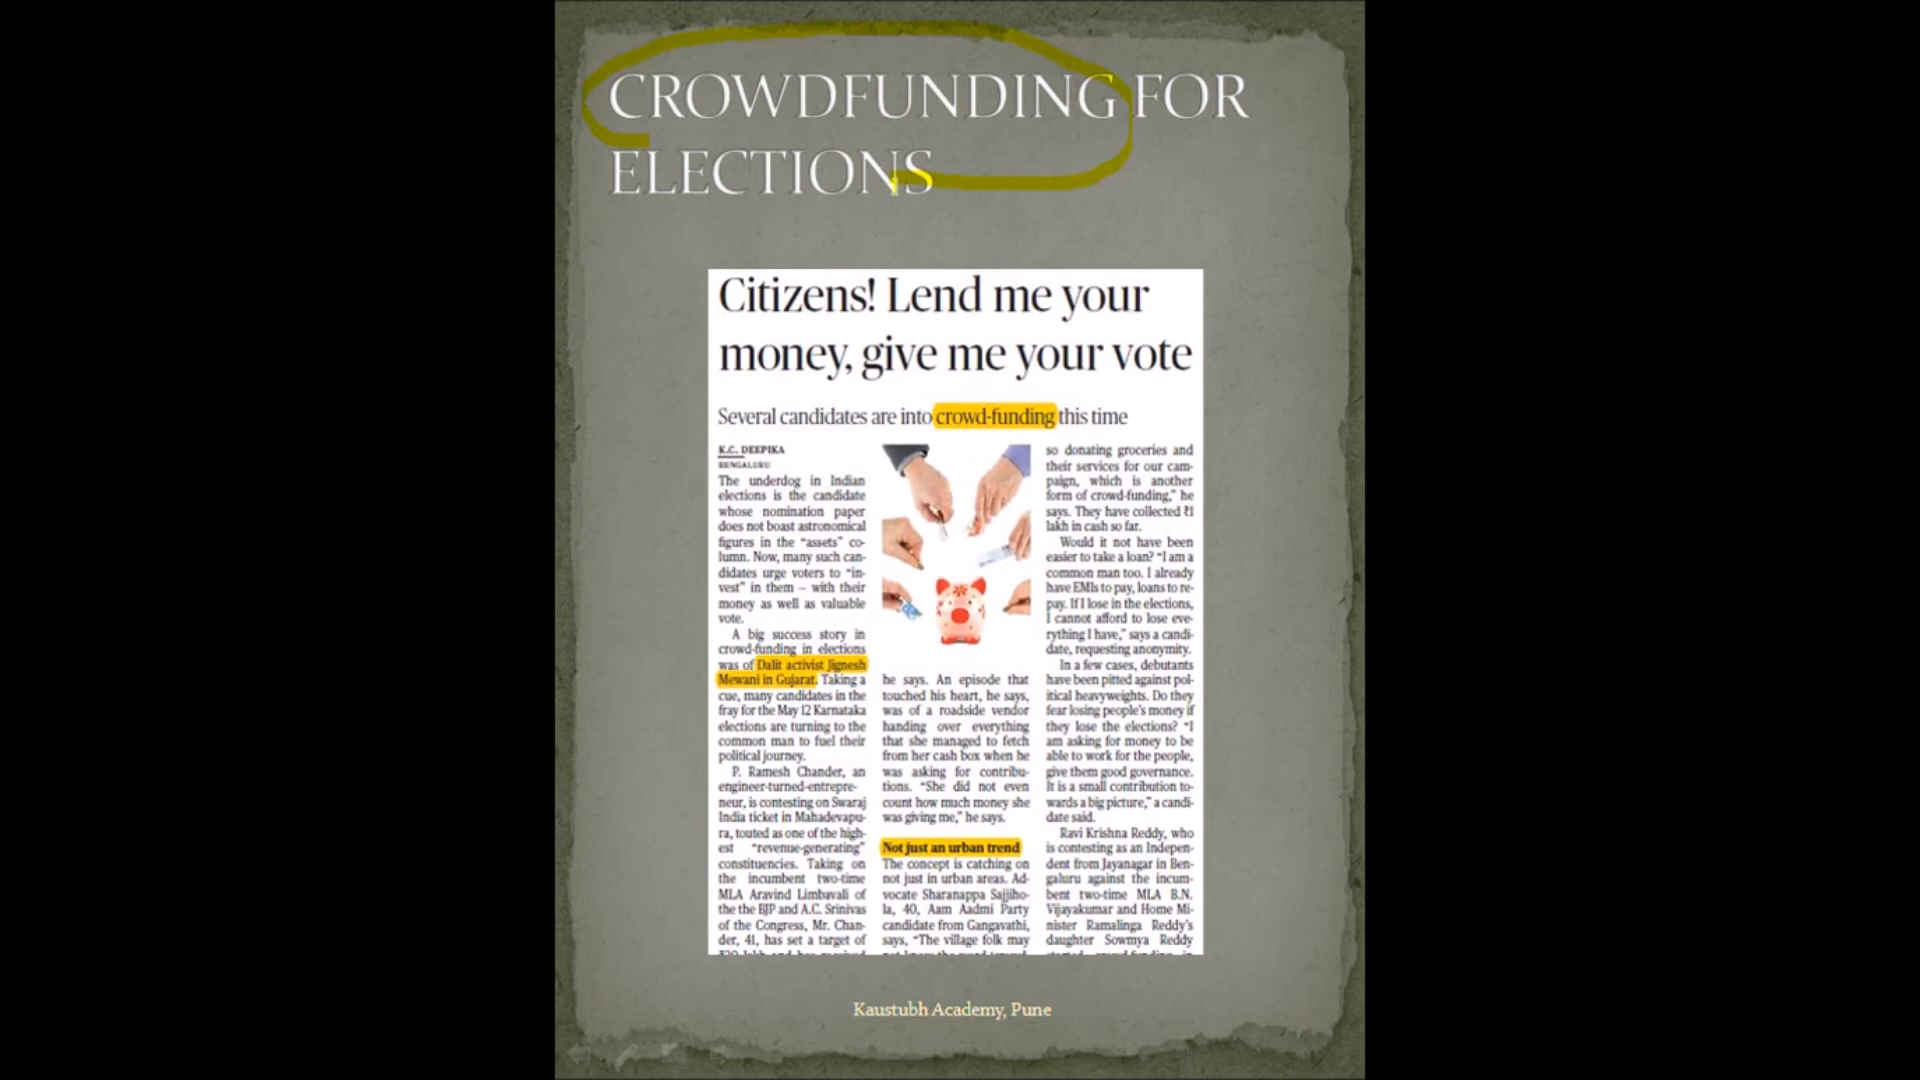 CROWDFUNDING FOR
ELECTIONS
Citizens! Lend me your
money, give me your vote
Several candidates are into crowd-funding this time
K.C. DEEPIKA
BENGALURU
The underdog in Indian
elections is the candidate
whose nomination paper
does not boast astronomical
figures in the “assets” co-
lumn. Now, many such can-
didates urge voters to “in-
vest” in them – with their
money as well as valuable
vote.
A big success story in
crowd-funding in elections
was of Dalit activist Jignesh
Mewani in Gujarat. Taking a
cue, many candidates in the
fray for the May 12 Karnataka
elections are turning to the
common man to fuel their
political journey.
P. Ramesh Chander, an
engineer-turned-entrepre-
neur, is contesting on Swaraj
India ticket in Mahadevapu-
ra, touted as one of the high-
est “revenue-generating”
constituencies. Taking on
the incumbent two-time
MLA Aravind Limbavali of
the the BJP and A.C. Srinivas
of the Congress, Mr. Chan-
der, 41, has set a target of
he says. An episode that
touched his heart, he says,
was of a roadside vendor
handing over everything
that she managed to fetch
from her cash box when he
was asking for contribu-
tions. “She did not even
count how much money she
was giving me,” he says.
Not just an urban trend
The concept is catching on
not just in urban areas. Ad-
vocate Sharanappa Sajjiho-
la, 40, Aam Aadmi Party
candidate from Gangavathi,
says, “The village folk may
so donating groceries and
their services for our cam-
paign, which is another
form of crowd-funding,” he
says. They have collected ₹1
lakh in cash so far.
Would it not have been
easier to take a loan? “I am a
common man too. I already
have EMIs to pay, loans to re-
pay. If I lose in the elections,
I cannot afford to lose eve-
rything I have,” says a candi-
date, requesting anonymity.
In a few cases, debutants
have been pitted against pol-
itical heavyweights. Do they
fear losing people’s money if
they lose the elections? “I
am asking for money to be
able to work for the people,
give them good governance.
It is a small contribution to-
wards a big picture,” a candi-
date said.
Ravi Krishna Reddy, who
is contesting as an Indepen-
dent from Jayanagar in Ben-
galuru against the incum-
bent two-time MLA B.N.
Vijayakumar and Home Mi-
nister Ramalinga Reddy’s
daughter Sowmya Reddy
Kaustubh Academy, Pune